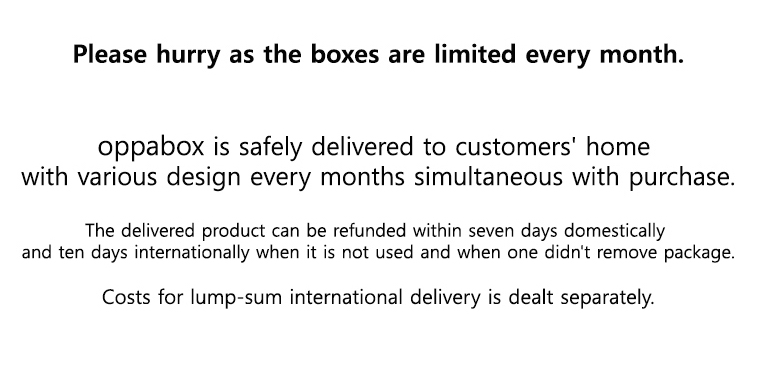 Please hurry as the boxes are limited every month.
oppabox is safely delivered to customers' home
with various design every months simultaneous with purchase.
The delivered product can be refunded within seven days domestically
and ten days internationally when it is not used and when one didn't remove package.
Costs for lump-sum international delivery is dealt separately.